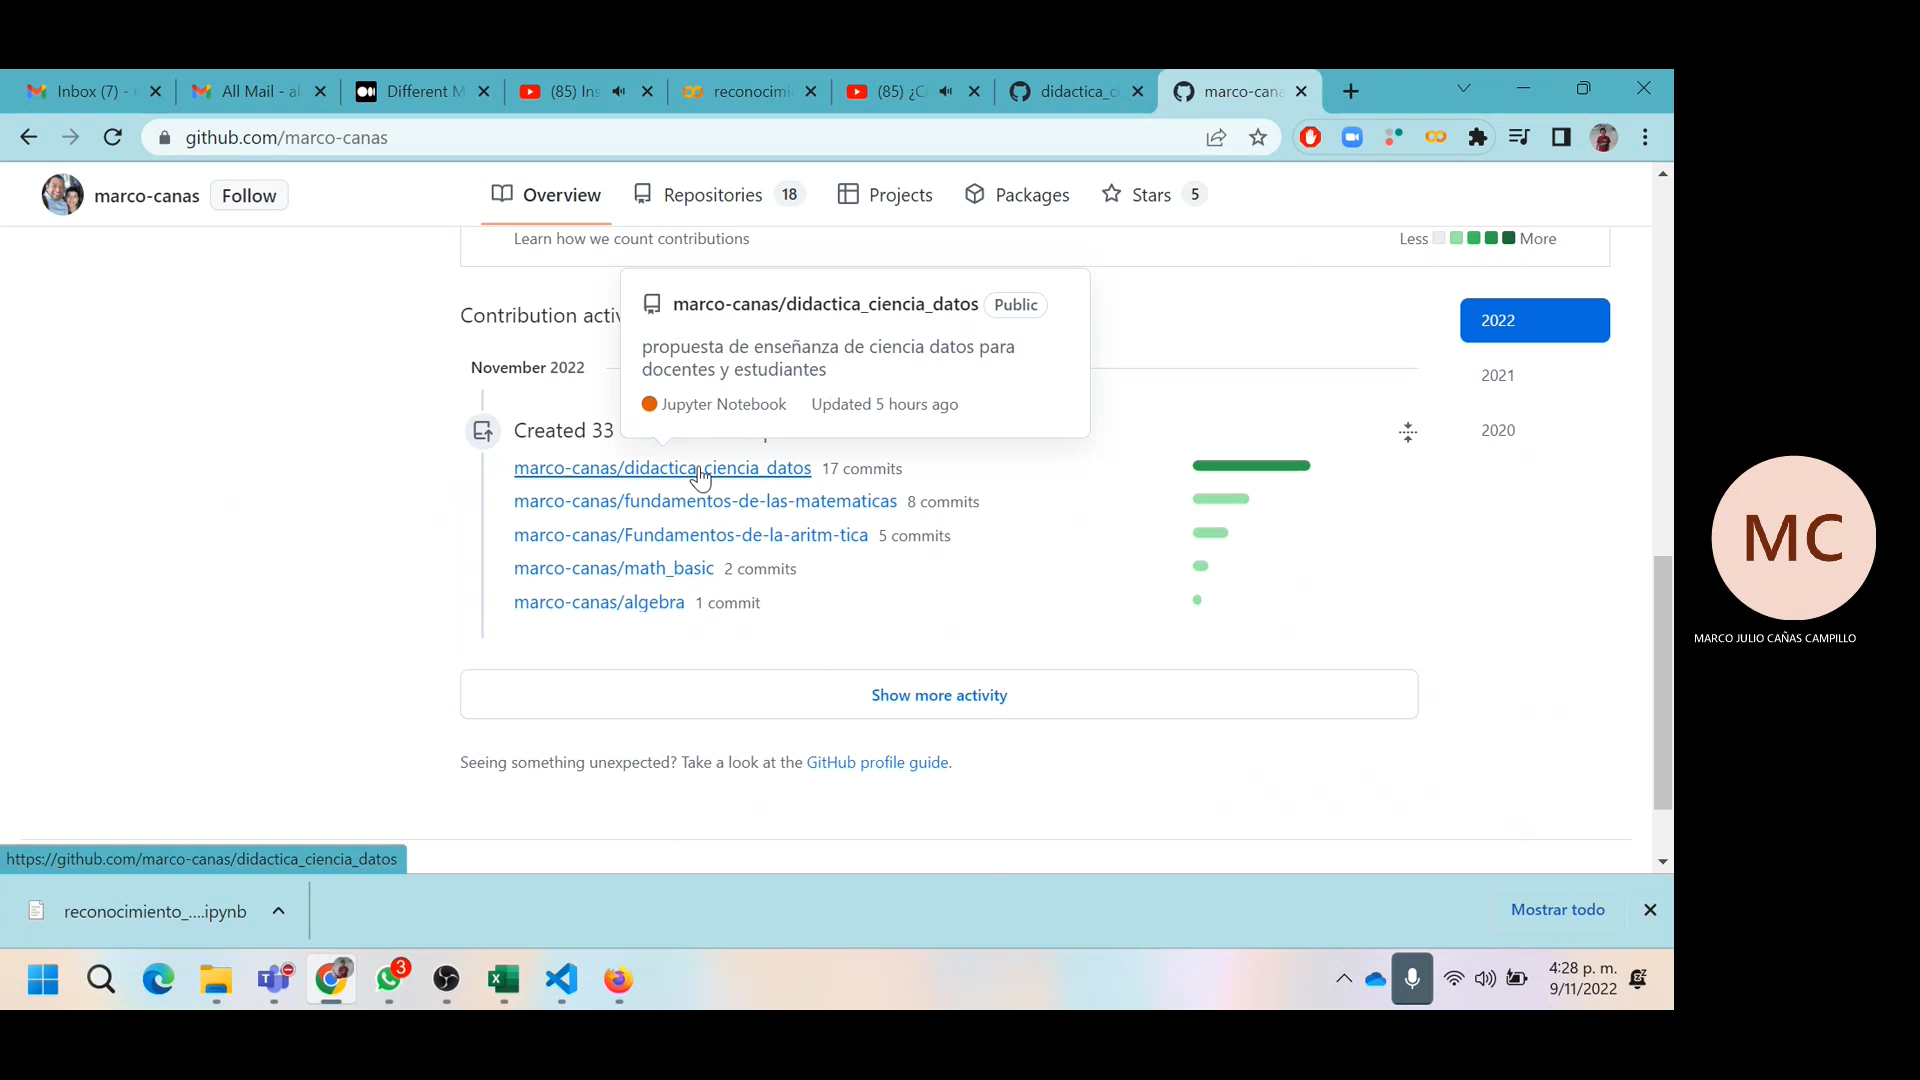 Inbox (7) -
All Mail - al
Different M
(85) Ins
reconocimi
(85) ¿C
didactica_ci
marco-cana
github.com/marco-canas
marco-canas
Follow
Overview
Repositories 18
Projects
Packages
Stars 5
Learn how we count contributions
Less
More
marco-canas/didactica_ciencia_datos Public
propuesta de enseñanza de ciencia datos para
docentes y estudiantes
Jupyter Notebook Updated 5 hours ago
Contribution activ
2022
2021
2020
November 2022
Created 33
marco-canas/didactica_ciencia_datos 17 commits
marco-canas/fundamentos-de-las-matematicas 8 commits
marco-canas/Fundamentos-de-la-aritm-tica 5 commits
marco-canas/math_basic 2 commits
marco-canas/algebra 1 commit
Show more activity
Seeing something unexpected? Take a look at the GitHub profile guide.
https://github.com/marco-canas/didactica_ciencia_datos
reconocimiento_....ipynb
Mostrar todo
3
4:28 p. m.
9/11/2022
MC
MARCO JULIO CAÑAS CAMPILLO